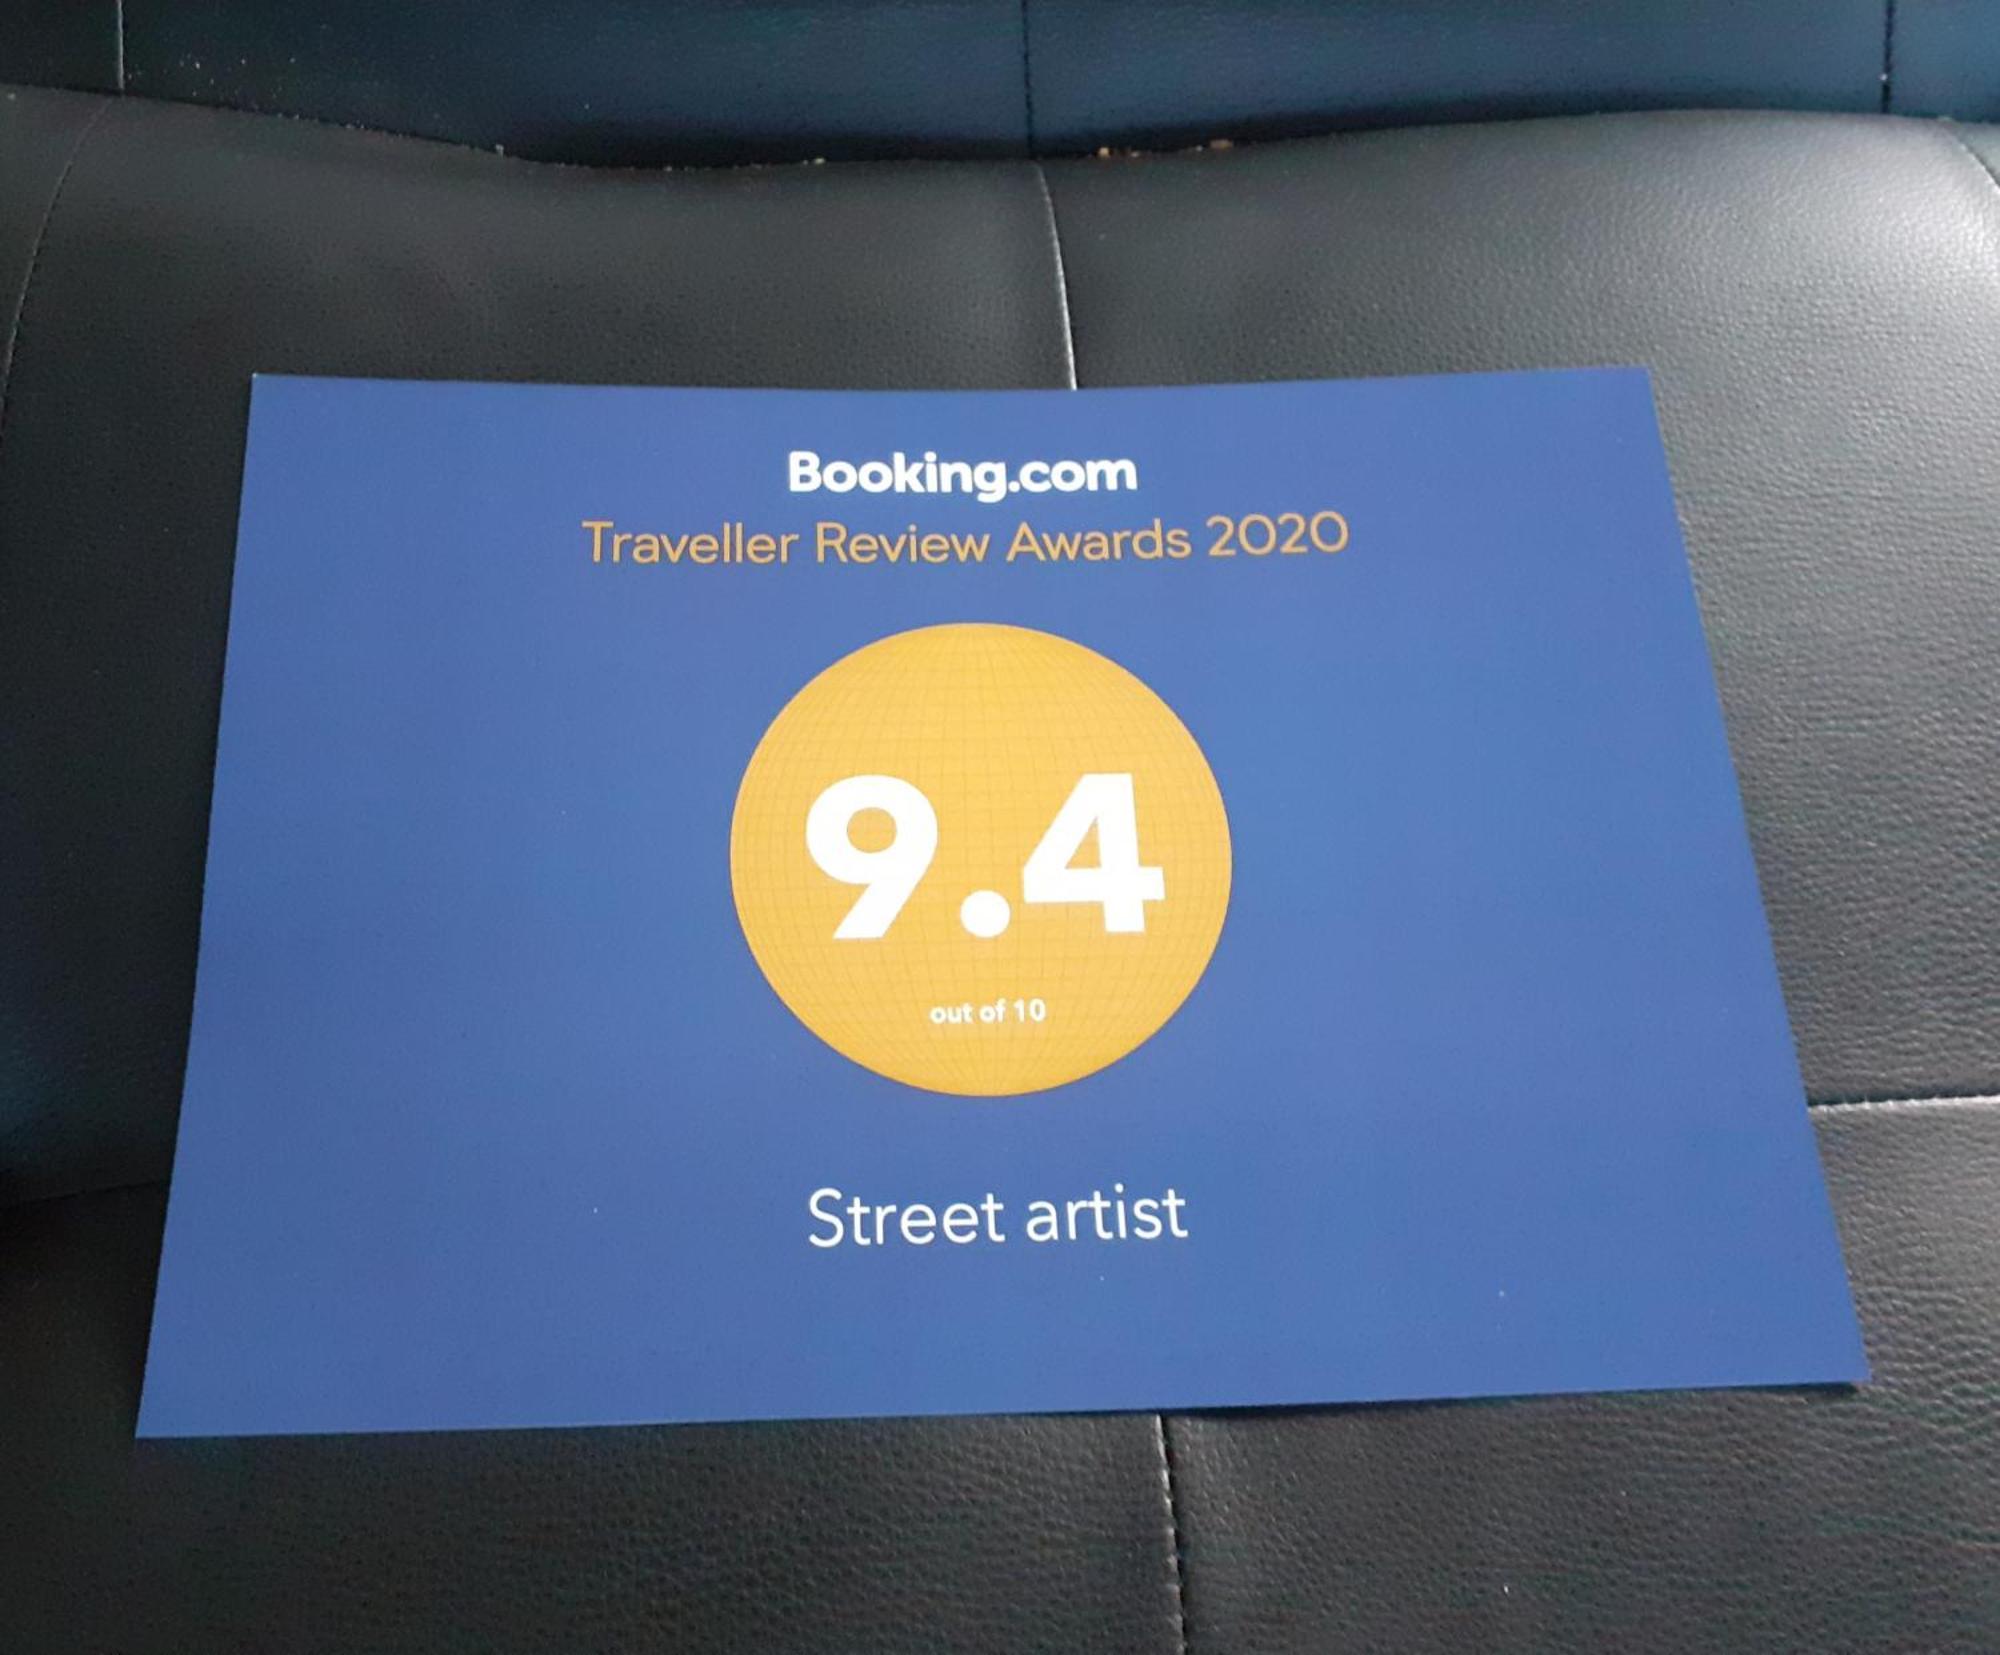 Booking.com
Traveller Review Awards 2020
9.4
out of 10
Street artist